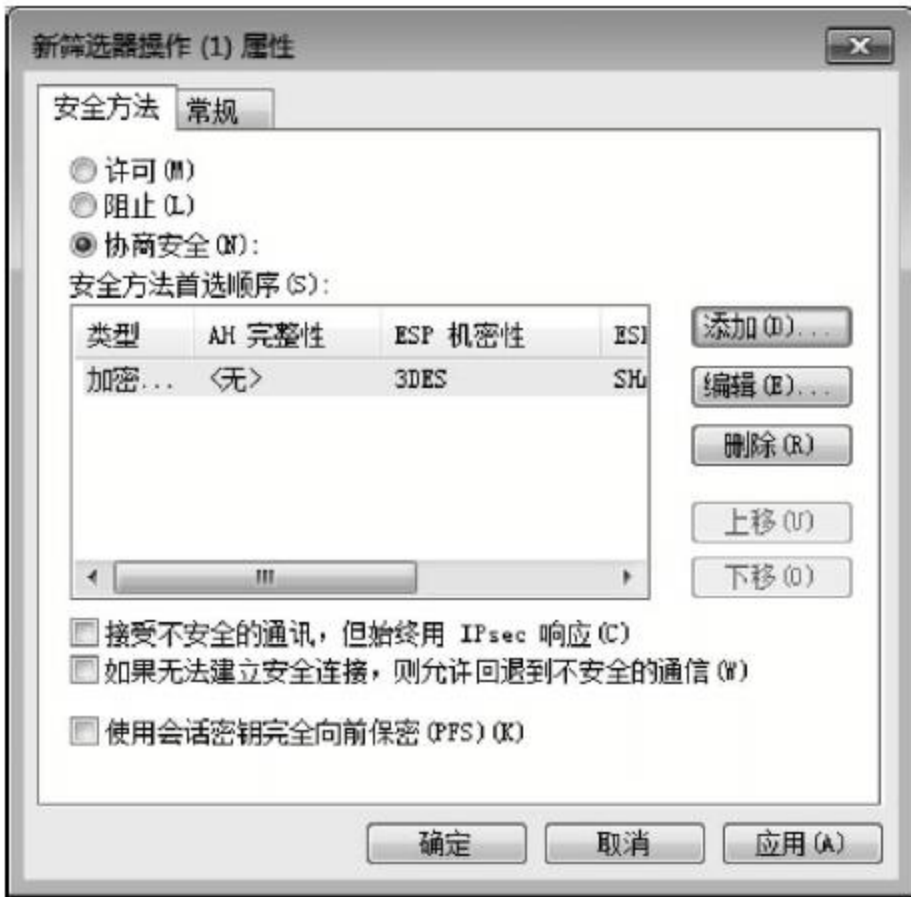 新筛选器操作 (1) 属性
安全方法 常规
许可(M)
阻止(L)
协商安全(N):
安全方法首选顺序(S):
类型 AH 完整性 ESP 机密性 ESI
加密... <无> 3DES SHA
添加(D)...
编辑(E)...
删除(R)
上移(U)
下移(O)
接受不安全的通讯，但始终用 IPsec 响应(C)
如果无法建立安全连接，则允许回退到不安全的通信(W)
使用会话密钥完全向前保密(PFS)(K)
确定 取消 应用(A)